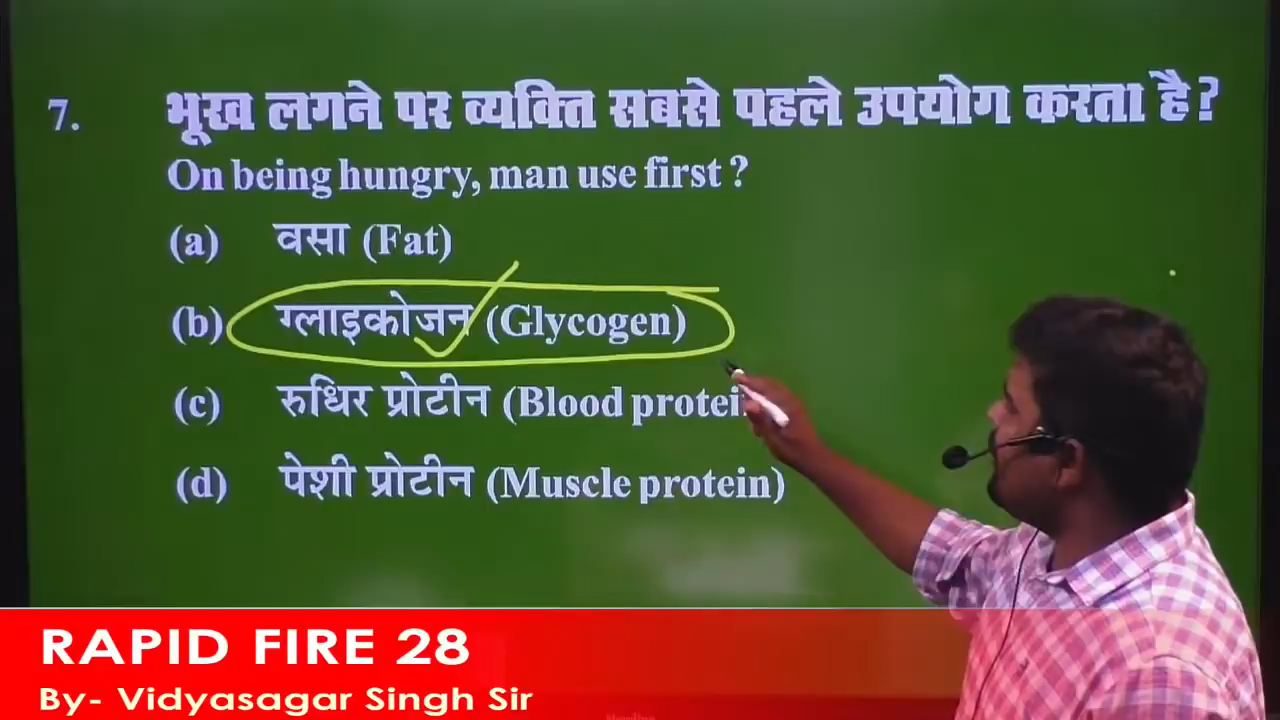 7. भूख लगने पर व्यक्ति सबसे पहले उपयोग करता है?
On being hungry, man use first ?
(a) वसा (Fat)
(b) ग्लाइकोजन (Glycogen)
(c) रुधिर प्रोटीन (Blood protei
(d) पेशी प्रोटीन (Muscle protein)
RAPID FIRE 28
By- Vidyasagar Singh Sir